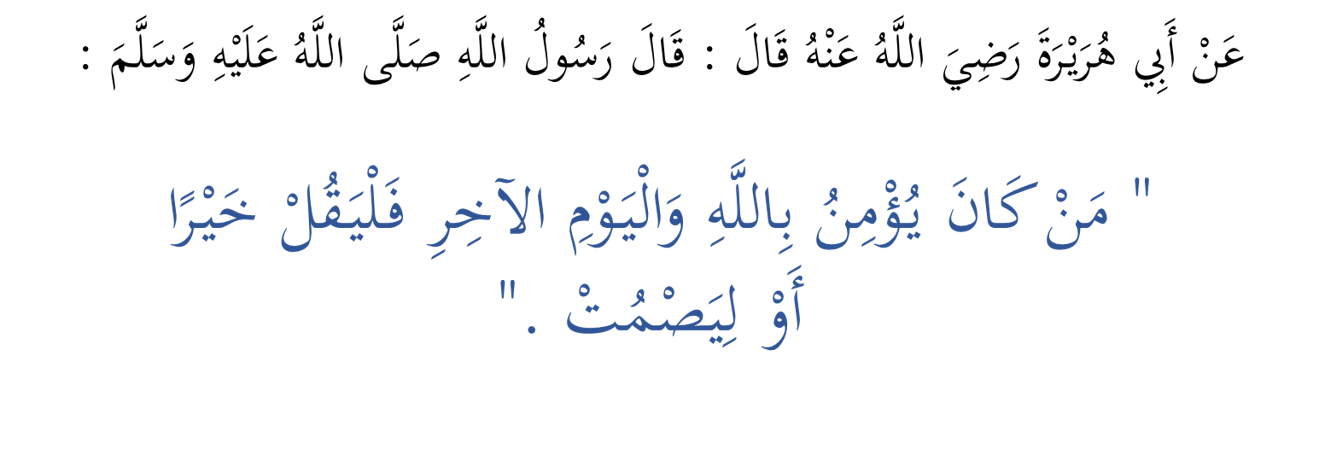 عَنْ أَبِي هُرَيْرَةَ رَضِيَ اللَّهُ عَنْهُ قَالَ : قَالَ رَسُولُ اللَّهِ صَلَّى اللَّهُ عَلَيْهِ وَسَلَّمَ :
" مَنْ كَانَ يُؤْمِنُ بِاللَّهِ وَالْيَوْمِ الآخِرِ فَلْيَقُلْ خَيْرًا
أَوْ لِيَصْمُتْ ."